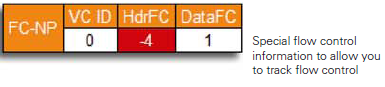 FC-NP VC ID HdrFC DataFC
0 -4 1
Special flow control
information to allow you
to track flow control